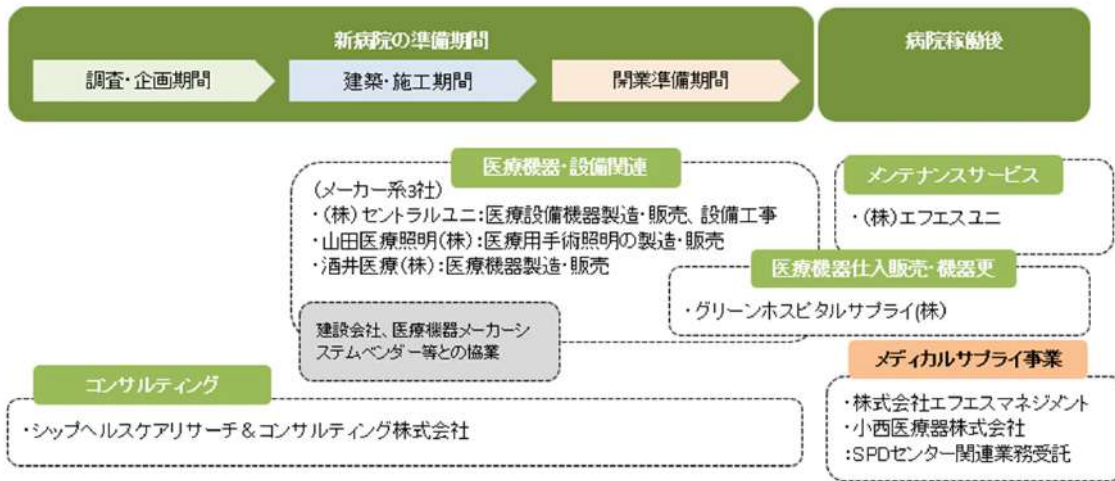 新病院の準備期間
病院稼働後
調査・企画期間
建築・施工期間
開業準備期間
医療機器・設備関連
(メーカー系3社)
・(株)セントラルユニ:医療設備機器製造・販売、設備工事
・山田医療照明(株):医療用手術照明の製造・販売
・酒井医療(株):医療機器製造・販売
メンテナンスサービス
・(株)エフエスユニ
医療機器仕入販売・機器更
・グリーンホスピタルサプライ(株)
建設会社、医療機器メーカーシ
ステムベンダー等との協業
コンサルティング
・シップヘルスケアリサーチ&コンサルティング株式会社
メディカルサプライ事業
・株式会社エフエスマネジメント
・小西医療器株式会社
:SPDセンター関連業務受託